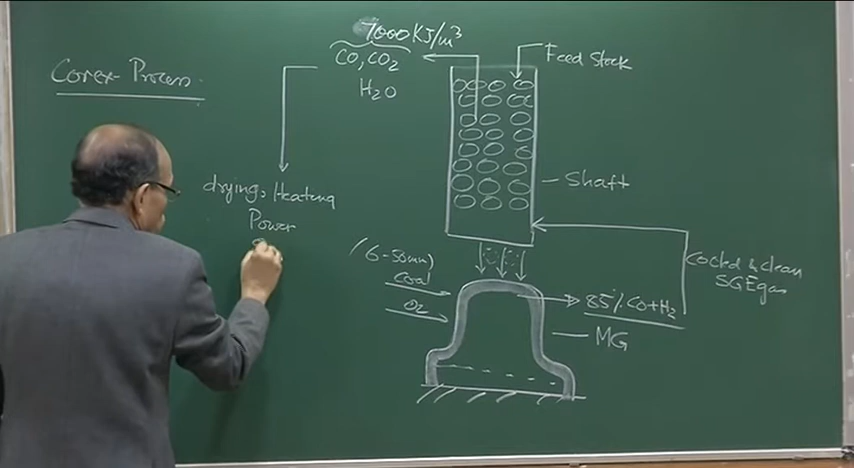 Corex Process
7000 KJ/m³
CO, CO₂
H₂O
Feed Stock
drying, Heating
Power
Shaft
(6-50mm)
Coal
O₂
85% CO+H₂
MG
Cooled & clean
SGE gas